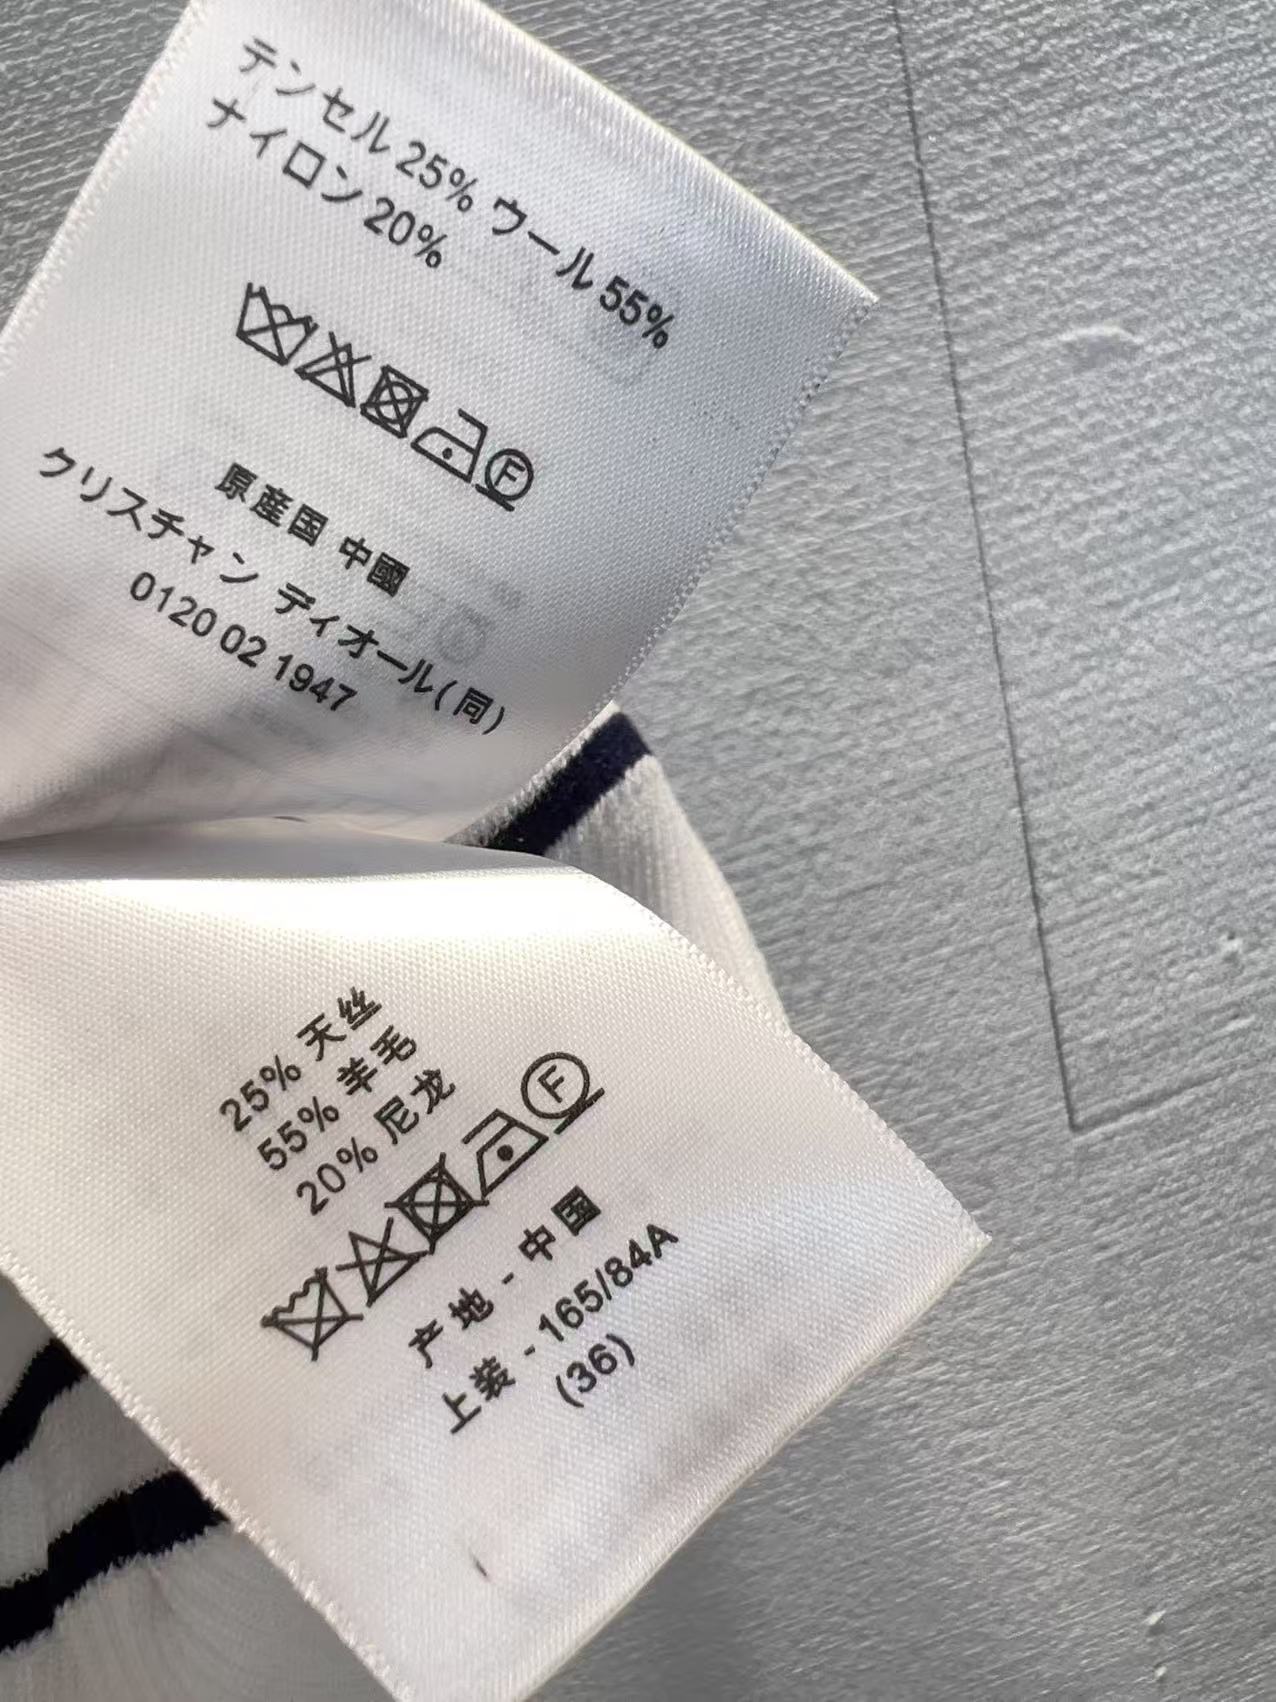 テンセル 25% ウール 55%
ナイロン 20%
F
原産国 中國
クリスチャン ディオール(同)
0120 02 1947
25% 天丝
55% 羊毛
20% 尼龙
F
产地 - 中国
上装 - 165/84A
(36)